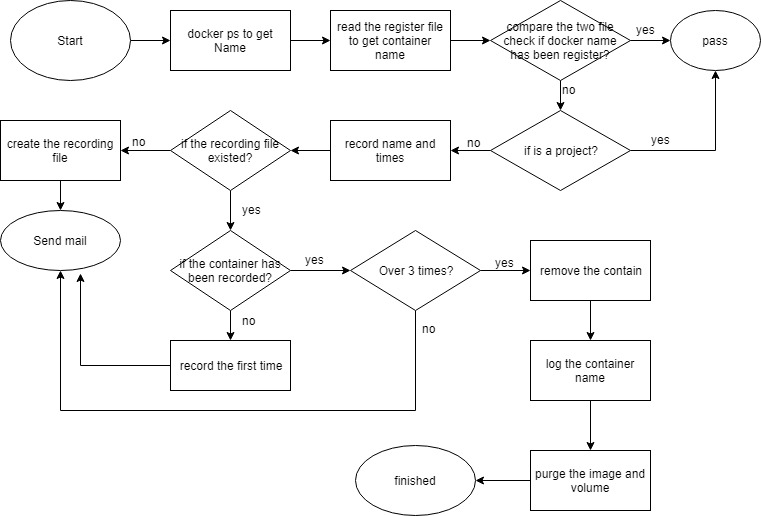 Start
docker ps to get
Name
read the register file
to get container
name
compare the two file
check if docker name
has been register?
yes
pass
no
create the recording
file
no
if the recording file
existed?
record name and
times
no
if is a project?
yes
yes
Send mail
if the container has
been recorded?
yes
Over 3 times?
yes
remove the contain
no
no
record the first time
log the container
name
finished
purge the image and
volume